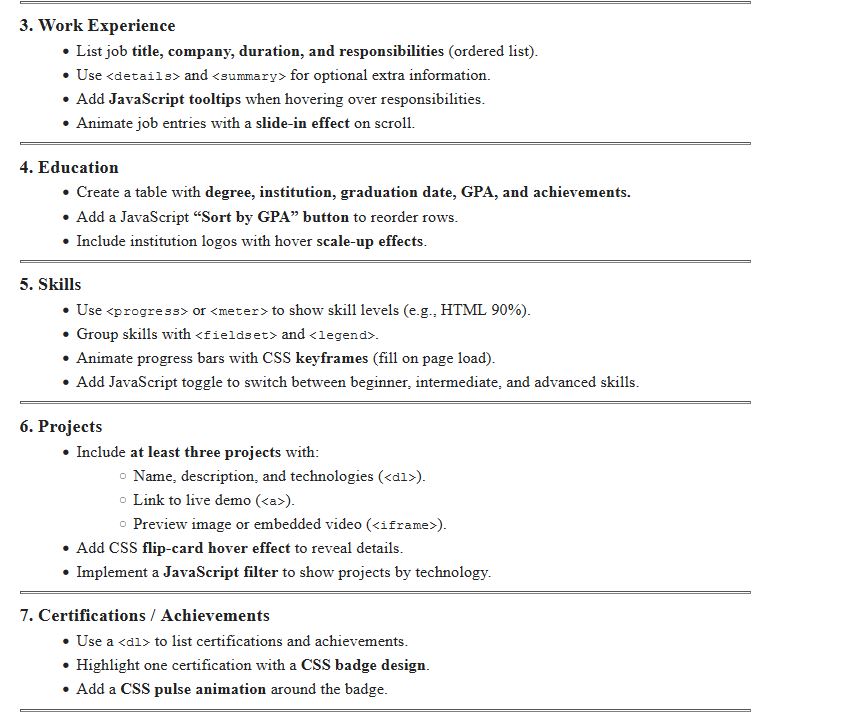 3. Work Experience
• List job title, company, duration, and responsibilities (ordered list).
• Use <details> and <summary> for optional extra information.
• Add JavaScript tooltips when hovering over responsibilities.
• Animate job entries with a slide-in effect on scroll.
4. Education
• Create a table with degree, institution, graduation date, GPA, and achievements.
• Add a JavaScript “Sort by GPA” button to reorder rows.
• Include institution logos with hover scale-up effects.
5. Skills
• Use <progress> or <meter> to show skill levels (e.g., HTML 90%).
• Group skills with <fieldset> and <legend>.
• Animate progress bars with CSS keyframes (fill on page load).
• Add JavaScript toggle to switch between beginner, intermediate, and advanced skills.
6. Projects
• Include at least three projects with:
○ Name, description, and technologies (<dl>).
○ Link to live demo (<a>).
○ Preview image or embedded video (<iframe>).
• Add CSS flip-card hover effect to reveal details.
• Implement a JavaScript filter to show projects by technology.
7. Certifications / Achievements
• Use a <dl> to list certifications and achievements.
• Highlight one certification with a CSS badge design.
• Add a CSS pulse animation around the badge.